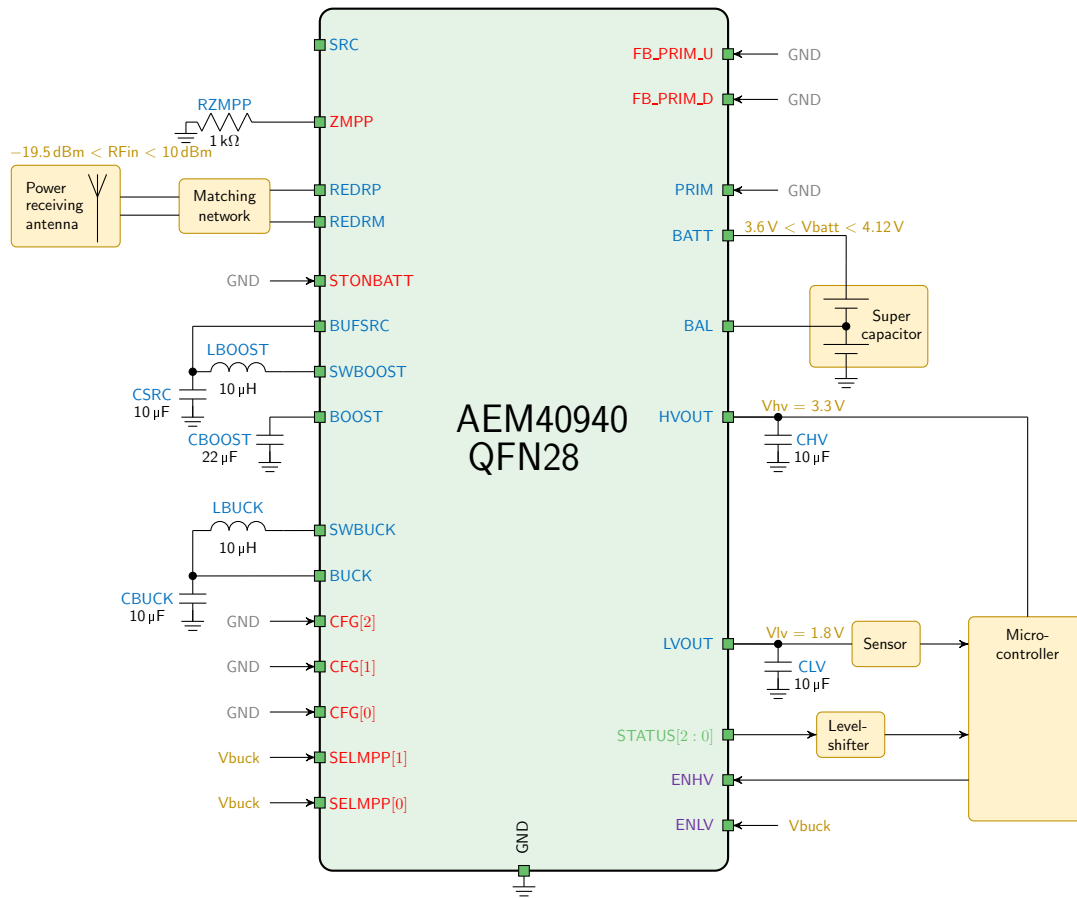 SRC
RZMPP
1 kΩ
ZMPP
−19.5 dBm < RFin < 10 dBm
Power
receiving
antenna
Matching
network
REDRP
REDRM
GND
STONBATT
BUFSRC
LBOOST
10 µH
SWBOOST
CSRC
10 µF
BOOST
CBOOST
22 µF
LBUCK
10 µH
SWBUCK
BUCK
CBUCK
10 µF
GND
CFG[2]
GND
CFG[1]
GND
CFG[0]
Vbuck
SELMPP[1]
Vbuck
SELMPP[0]
AEM40940
QFN28
GND
FB_PRIM_U
GND
FB_PRIM_D
GND
PRIM
GND
BATT
3.6 V < Vbatt < 4.12 V
BAL
Super
capacitor
HVOUT
Vhv = 3.3 V
CHV
10 µF
LVOUT
Vlv = 1.8 V
CLV
10 µF
Sensor
Micro-
controller
STATUS[2 : 0]
Level-
shifter
ENHV
ENLV
Vbuck